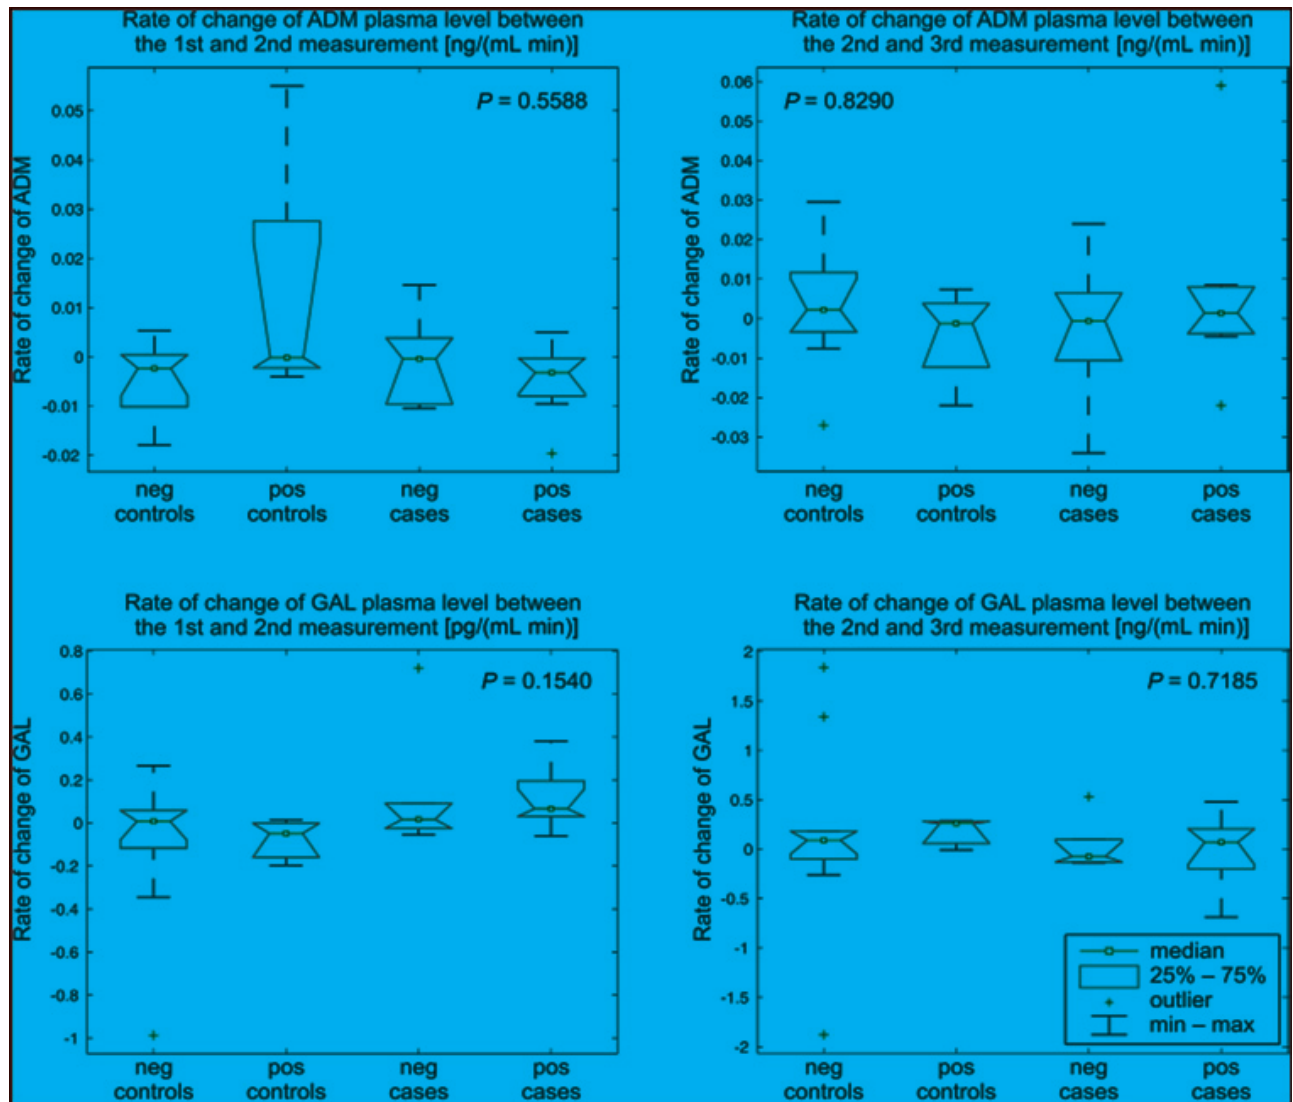 Rate of change of ADM plasma level between
the 1st and 2nd measurement [ng/(mL min)]
P = 0.5588
0.05
0.04
0.03
0.02
0.01
0
-0.01
-0.02
Rate of change of ADM
neg
controls
pos
controls
neg
cases
pos
cases
Rate of change of ADM plasma level between
the 2nd and 3rd measurement [ng/(mL min)]
P = 0.8290
0.06
0.05
0.04
0.03
0.02
0.01
0
-0.01
-0.02
-0.03
Rate of change of ADM
neg
controls
pos
controls
neg
cases
pos
cases
Rate of change of GAL plasma level between
the 1st and 2nd measurement [pg/(mL min)]
P = 0.1540
0.8
0.6
0.4
0.2
0
-0.2
-0.4
-0.6
-0.8
-1
Rate of change of GAL
neg
controls
pos
controls
neg
cases
pos
cases
Rate of change of GAL plasma level between
the 2nd and 3rd measurement [ng/(mL min)]
P = 0.7185
2
1.5
1
0.5
0
-0.5
-1
-1.5
-2
Rate of change of GAL
median
25% – 75%
outlier
min – max
neg
controls
pos
controls
neg
cases
pos
cases